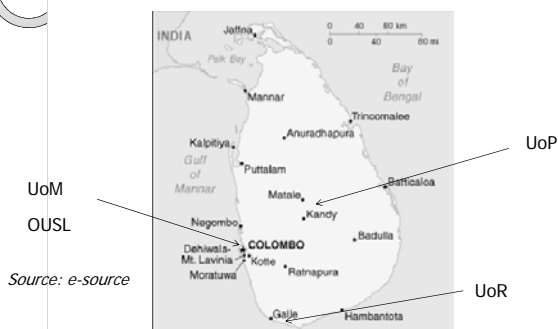 INDIA
Jaffna
0 40 80 km
0 40 80 mi
Palk Bay
Bay
of
Bengal
Mannar
Trincomalee
Anuradhapura
Kalpitiya
UoP
Gulf
of
Mannar
Puttalam
Batticaloa
UoM
Matale
Kandy
OUSL
Negombo
Badulla
Dehiwala-
Mt. Lavinia
COLOMBO
Kotte
Moratuwa
Ratnapura
Source: e-source
UoR
Galle
Hambantota